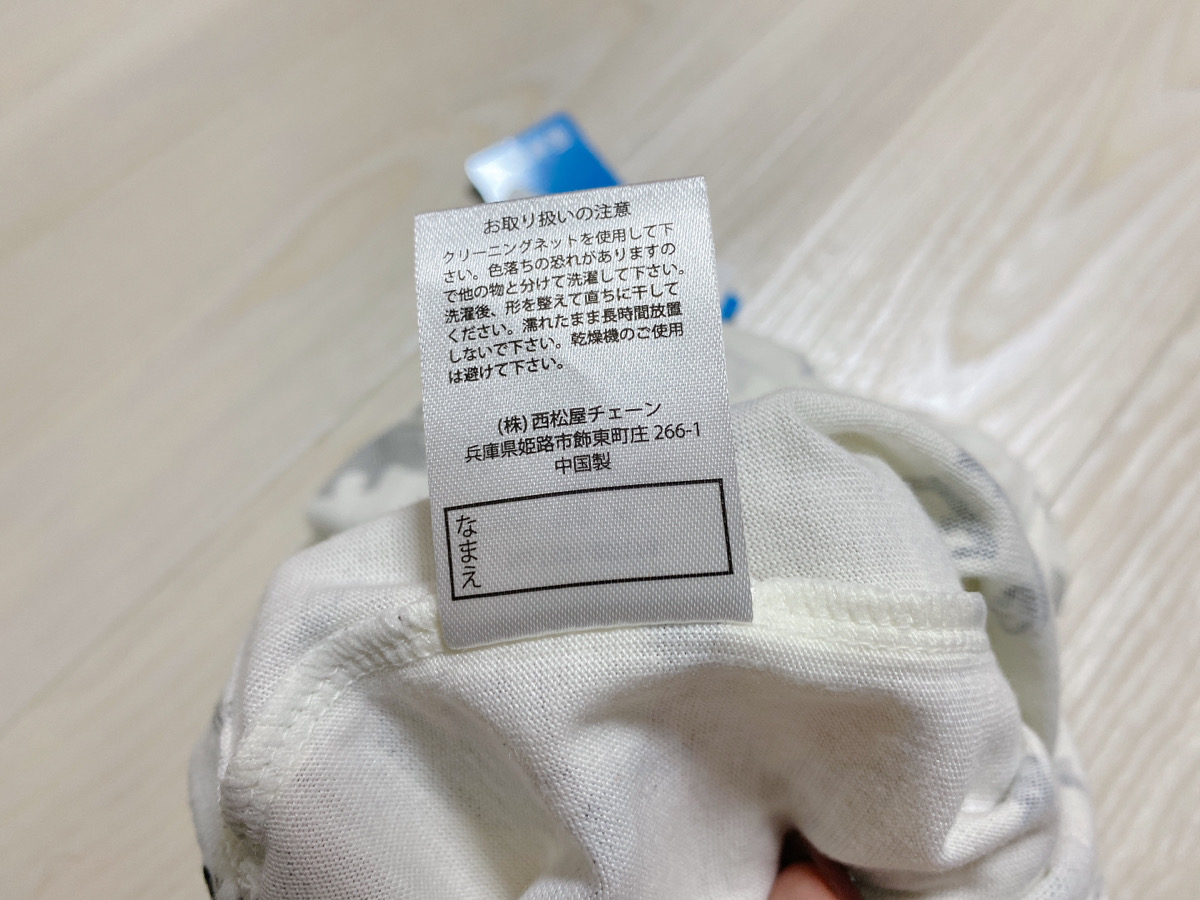 お取り扱いの注意
クリーニングネットを使用して下
さい。色落ちの恐れがありますの
で他の物と分けて洗濯して下さい。
洗濯後、形を整えて直ちに干して
ください。濡れたまま長時間放置
しないで下さい。乾燥機のご使用
は避けて下さい。
(株) 西松屋チェーン
兵庫県姫路市飾東町庄 266-1
中国製
なまえ